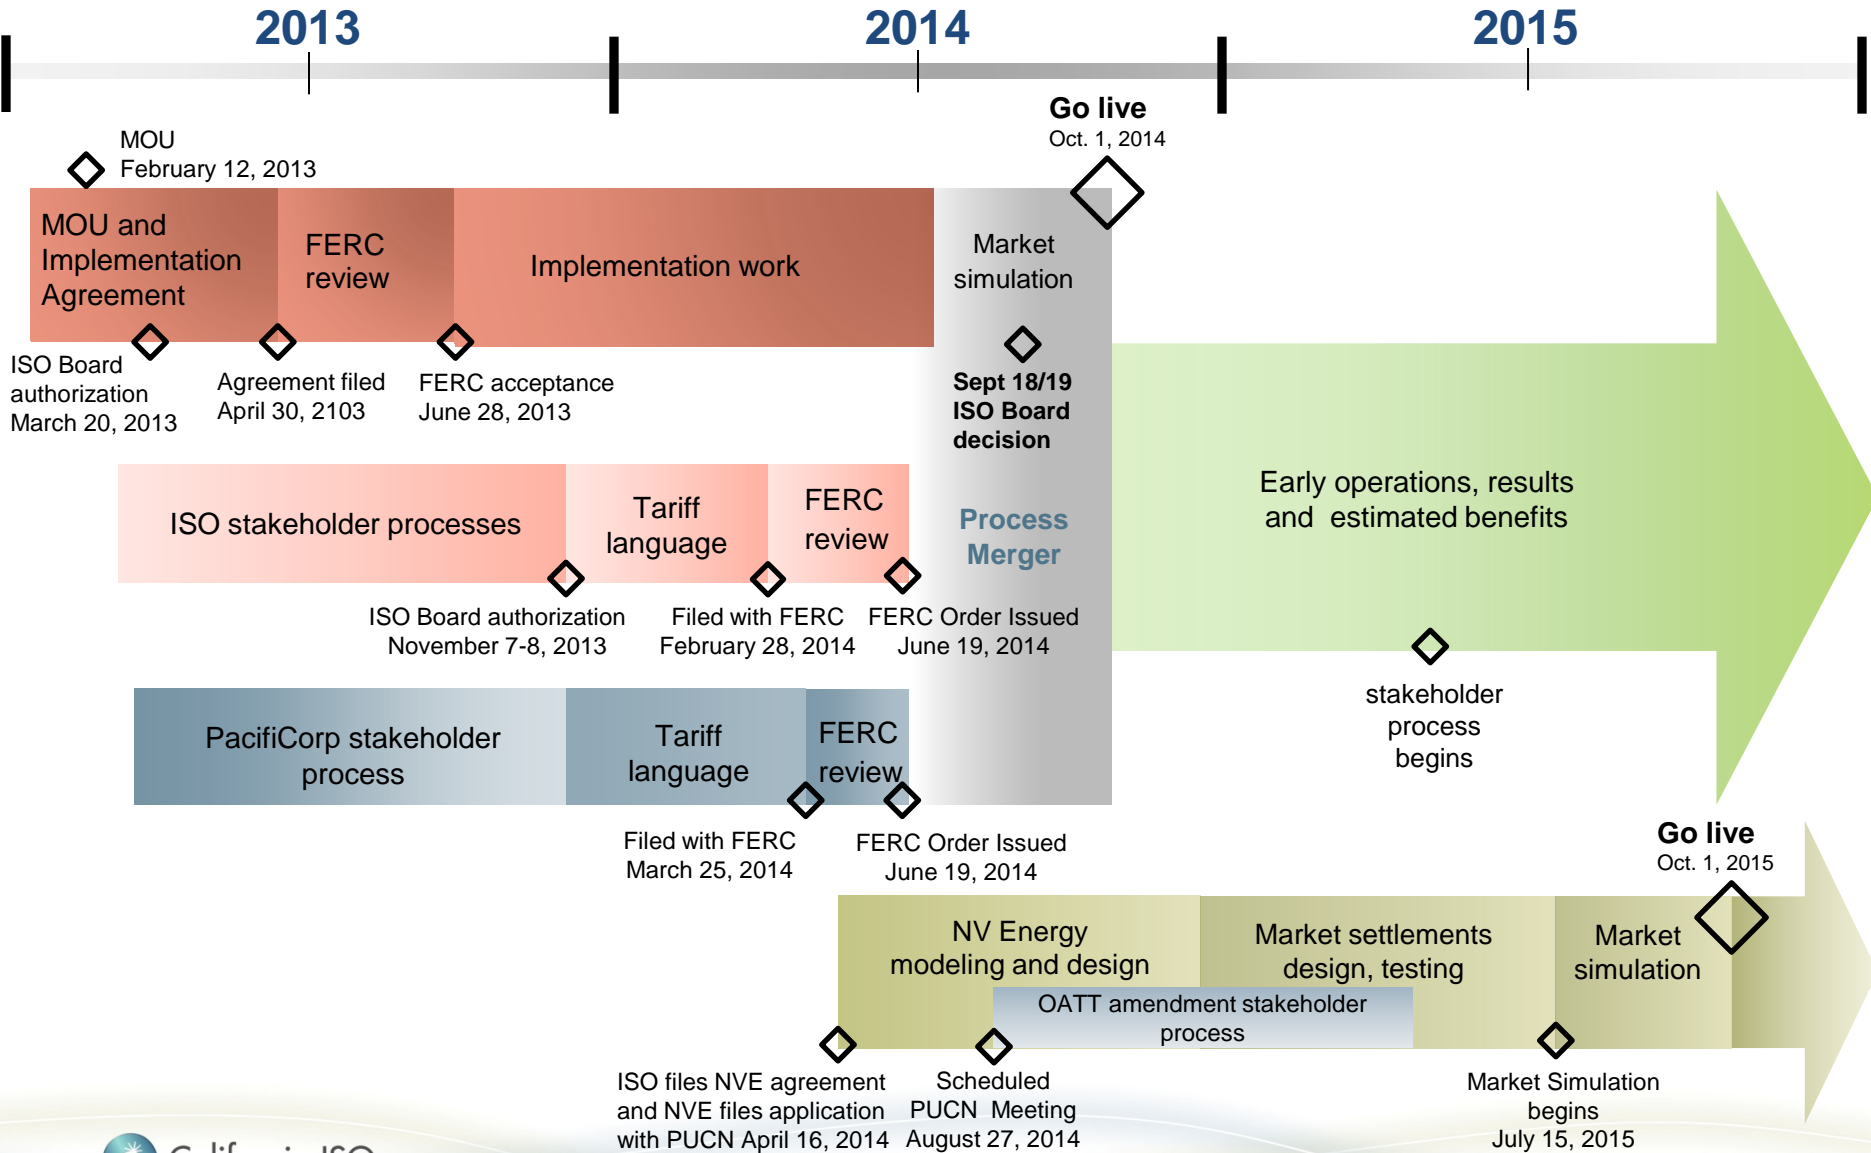 2013
2014
2015
Go live
Oct. 1, 2014
MOU
February 12, 2013
MOU and
Implementation
Agreement
FERC
review
Implementation work
Market
simulation
ISO Board
authorization
March 20, 2013
Agreement filed
April 30, 2103
FERC acceptance
June 28, 2013
Sept 18/19
ISO Board
decision
ISO stakeholder processes
Tariff
language
FERC
review
Process
Merger
Early operations, results
and estimated benefits
ISO Board authorization
November 7-8, 2013
Filed with FERC
February 28, 2014
FERC Order Issued
June 19, 2014
stakeholder
process
begins
PacifiCorp stakeholder
process
Tariff
language
FERC
review
Filed with FERC
March 25, 2014
FERC Order Issued
June 19, 2014
Go live
Oct. 1, 2015
NV Energy
modeling and design
Market settlements
design, testing
Market
simulation
OATT amendment stakeholder
process
ISO files NVE agreement
and NVE files application
with PUCN April 16, 2014
Scheduled
PUCN Meeting
August 27, 2014
Market Simulation
begins
July 15, 2015
California ISO